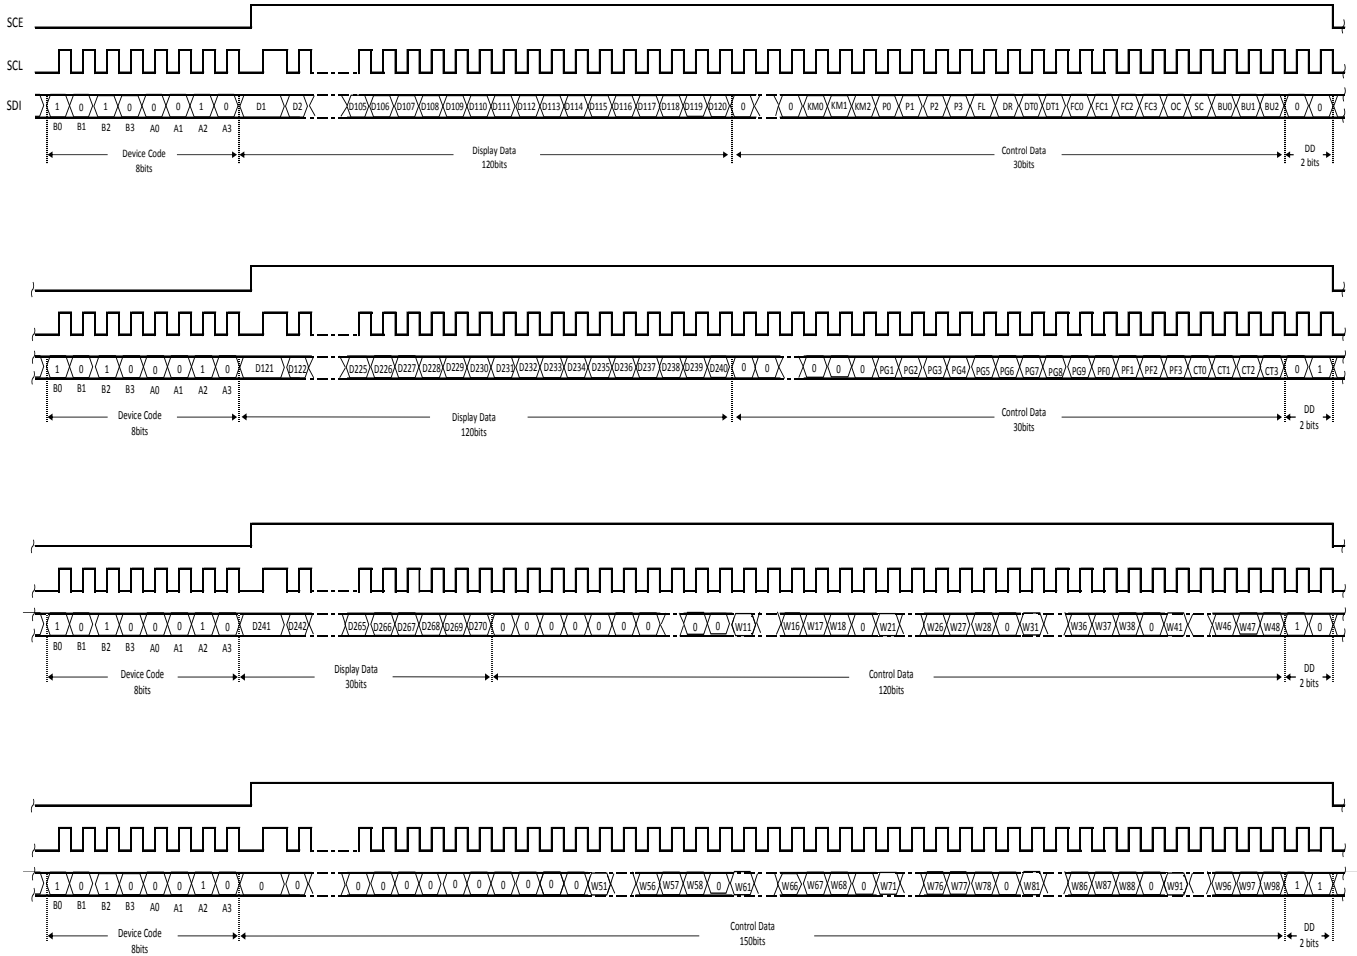 SCE
SCL
SDI 1 0 1 0 0 0 1 0 D1 D2 D105 D106 D107 D108 D109 D110 D111 D112 D113 D114 D115 D116 D117 D118 D119 D120 0 0 KM0 KM1 KM2 P0 P1 P2 P3 FL DR DT0 DT1 FC0 FC1 FC2 FC3 OC SC BU0 BU1 BU2 0 0
B0 B1 B2 B3 A0 A1 A2 A3
Device Code Display Data Control Data DD
8bits 120bits 30bits 2 bits
1 0 1 0 0 0 1 0 D121 D122 D225 D226 D227 D228 D229 D230 D231 D232 D233 D234 D235 D236 D237 D238 D239 D240 0 0 0 0 0 PG1 PG2 PG3 PG4 PG5 PG6 PG7 PG8 PG9 PF0 PF1 PF2 PF3 CT0 CT1 CT2 CT3 0 1
B0 B1 B2 B3 A0 A1 A2 A3
Device Code Display Data Control Data DD
8bits 120bits 30bits 2 bits
1 0 1 0 0 0 1 0 D241 D242 D265 D266 D267 D268 D269 D270 0 0 0 0 0 0 0 0 0 W11 W16 W17 W18 0 W21 W26 W27 W28 0 W31 W36 W37 W38 0 W41 W46 W47 W48 1 0
B0 B1 B2 B3 A0 A1 A2 A3
Device Code Display Data Control Data DD
8bits 30bits 120bits 2 bits
1 0 1 0 0 0 1 0 0 0 0 0 0 0 0 0 0 0 0 0 W51 W56 W57 W58 0 W61 W66 W67 W68 0 W71 W76 W77 W78 0 W81 W86 W87 W88 0 W91 W96 W97 W98 1 1
B0 B1 B2 B3 A0 A1 A2 A3
Device Code Control Data DD
8bits 150bits 2 bits